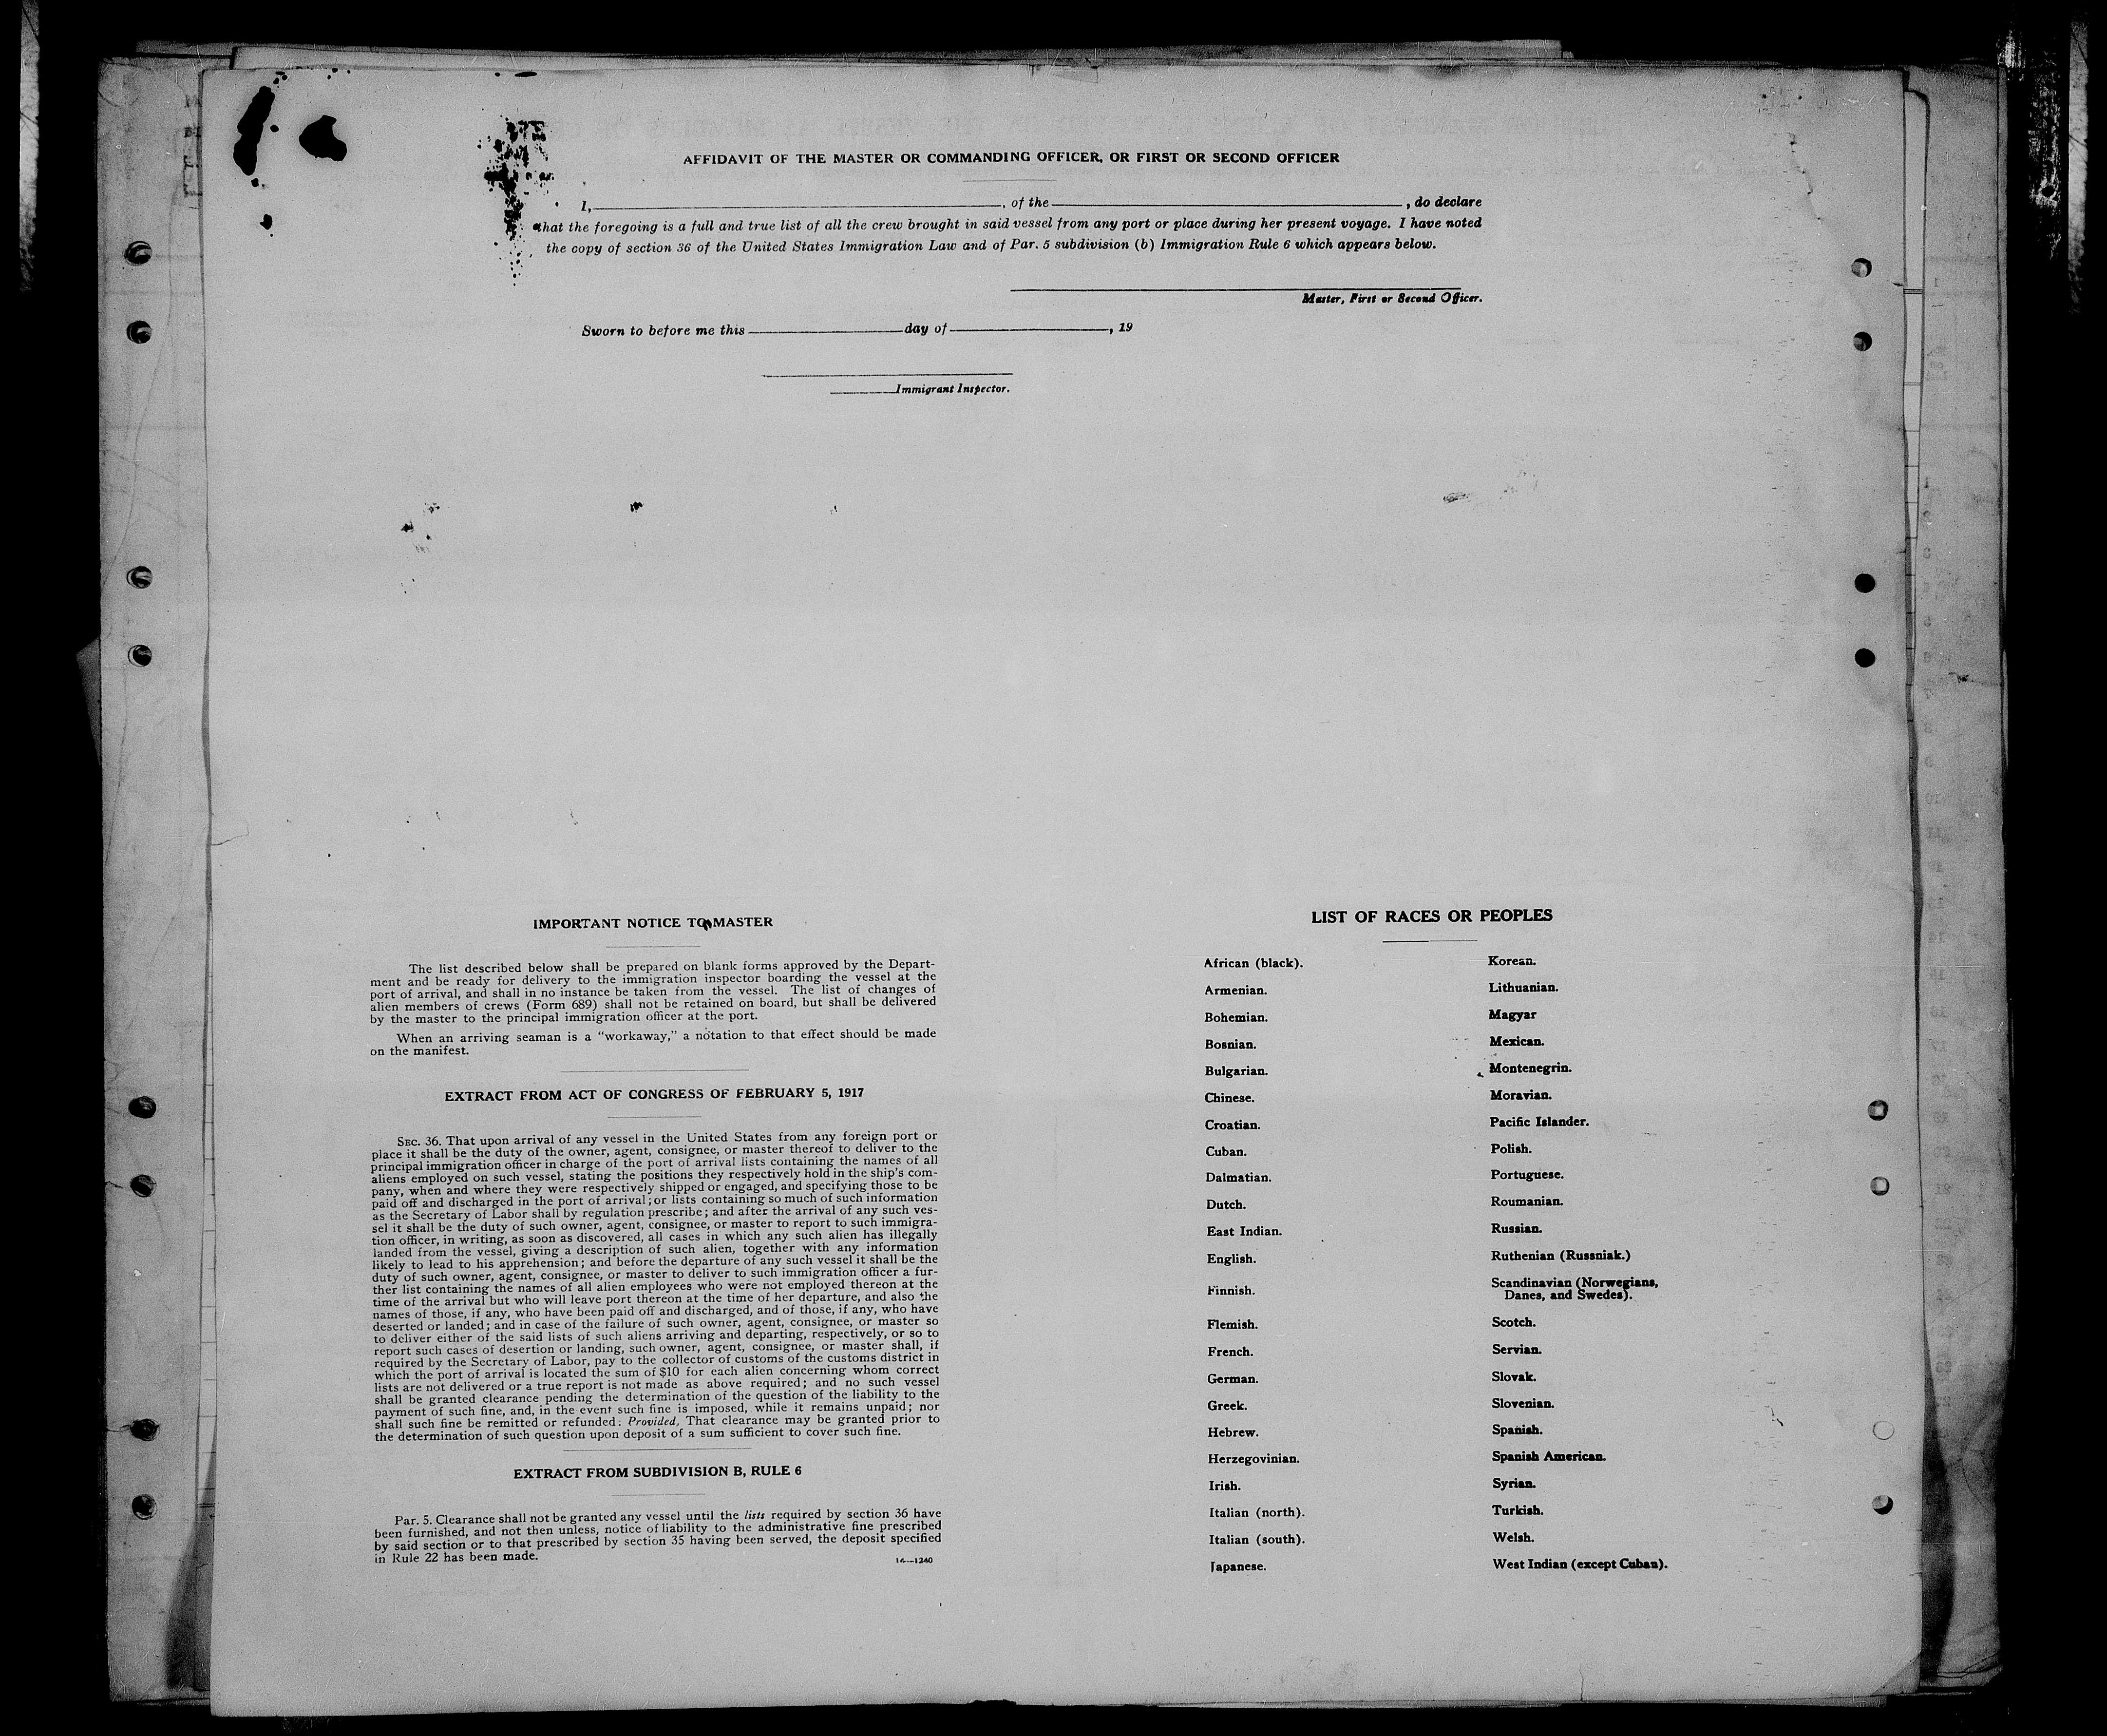 AFFIDAVIT OF THE MASTER OR COMMANDING OFFICER, OR FIRST OR SECOND OFFICER
I, , of the , do declare
that the foregoing is a full and true list of all the crew brought in said vessel from any port or place during her present voyage. I have noted
the copy of section 36 of the United States Immigration Law and of Par. 5 subdivision (b) Immigration Rule 6 which appears below.
Master, First or Second Officer.
Sworn to before me this day of , 19
Immigrant Inspector.
IMPORTANT NOTICE TO MASTER
The list described below shall be prepared on blank forms approved by the Depart-
ment and be ready for delivery to the immigration inspector boarding the vessel at the
port of arrival, and shall in no instance be taken from the vessel. The list of changes of
alien members of crews (Form 689) shall not be retained on board, but shall be delivered
by the master to the principal immigration officer at the port.
When an arriving seaman is a "workaway," a notation to that effect should be made
on the manifest.
EXTRACT FROM ACT OF CONGRESS OF FEBRUARY 5, 1917
SEC. 36. That upon arrival of any vessel in the United States from any foreign port or
place it shall be the duty of the owner, agent, consignee, or master thereof to deliver to the
principal immigration officer in charge of the port of arrival lists containing the names of all
aliens employed on such vessel, stating the positions they respectively hold in the ship's com-
pany, when and where they were respectively shipped or engaged, and specifying those to be
paid off and discharged in the port of arrival; or lists containing so much of such information
as the Secretary of Labor shall by regulation prescribe; and after the arrival of any such ves-
sel it shall be the duty of such owner, agent, consignee, or master to report to such immigra-
tion officer, in writing, as soon as discovered, all cases in which any such alien has illegally
landed from the vessel, giving a description of such alien, together with any information
likely to lead to his apprehension; and before the departure of any such vessel it shall be the
duty of such owner, agent, consignee, or master to deliver to such immigration officer a fur-
ther list containing the names of all alien employees who were not employed thereon at the
time of the arrival but who will leave port thereon at the time of her departure, and also the
names of those, if any, who have been paid off and discharged, and of those, if any, who have
deserted or landed; and in case of the failure of such owner, agent, consignee, or master so
to deliver either of the said lists of such aliens arriving and departing, respectively, or so to
report such cases of desertion or landing, such owner, agent, consignee, or master shall, if
required by the Secretary of Labor, pay to the collector of customs of the customs district in
which the port of arrival is located the sum of $10 for each alien concerning whom correct
lists are not delivered or a true report is not made as above required; and no such vessel
shall be granted clearance pending the determination of the question of the liability to the
payment of such fine, and, in the event such fine is imposed, while it remains unpaid; nor
shall such fine be remitted or refunded: Provided, That clearance may be granted prior to
the determination of such question upon deposit of a sum sufficient to cover such fine.
EXTRACT FROM SUBDIVISION B, RULE 6
Par. 5. Clearance shall not be granted any vessel until the lists required by section 36 have
been furnished, and not then unless, notice of liability to the administrative fine prescribed
by said section or to that prescribed by section 35 having been served, the deposit specified
in Rule 22 has been made.
14—1240
LIST OF RACES OR PEOPLES
African (black).
Armenian.
Bohemian.
Bosnian.
Bulgarian.
Chinese.
Croatian.
Cuban.
Dalmatian.
Dutch.
East Indian.
English.
Finnish.
Flemish.
French.
German.
Greek.
Hebrew.
Herzegovinian.
Irish.
Italian (north).
Italian (south).
Japanese.
Korean.
Lithuanian.
Magyar
Mexican.
Montenegrin.
Moravian.
Pacific Islander.
Polish.
Portuguese.
Roumanian.
Russian.
Ruthenian (Russniak.)
Scandinavian (Norwegians,
Danes, and Swedes).
Scotch.
Servian.
Slovak.
Slovenian.
Spanish.
Spanish American.
Syrian.
Turkish.
Welsh.
West Indian (except Cuban).